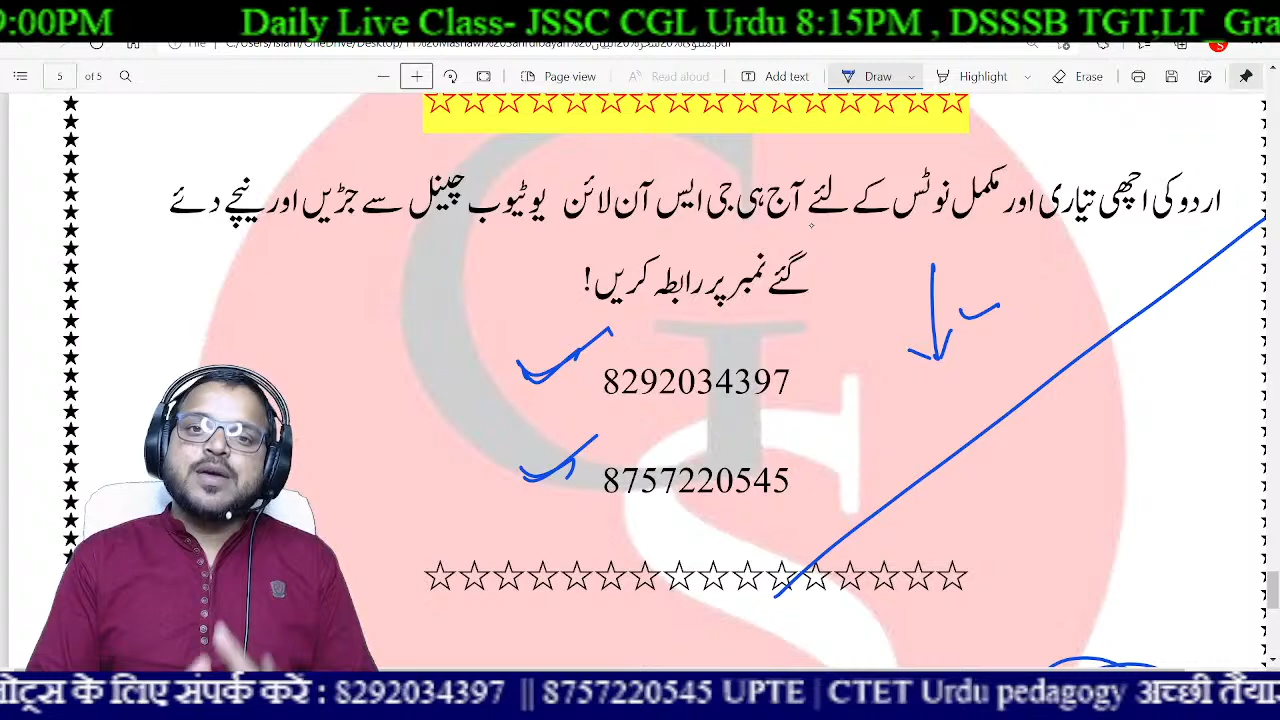 9:00PM Daily Live Class- JSSC CGL Urdu 8:15PM , DSSSB TGT,LT_Gra
5 of 5 Page view Read aloud Add text Draw Highlight Erase
☆☆☆☆☆☆☆☆☆☆☆☆☆☆☆☆
اردو کی اچھی تیاری اور مکمل نوٹس کے لئے آج ہی جی ایس آن لائن یوٹیوب چینل سے جڑیں اور نیچے دئے
گئے نمبر پر رابطہ کریں!
8292034397
8757220545
☆☆☆☆☆☆☆☆☆☆☆☆☆☆☆☆
नोट्स के लिए संपर्क करें : 8292034397 || 8757220545 UPTE | CTET Urdu pedagogy अच्छी तैया